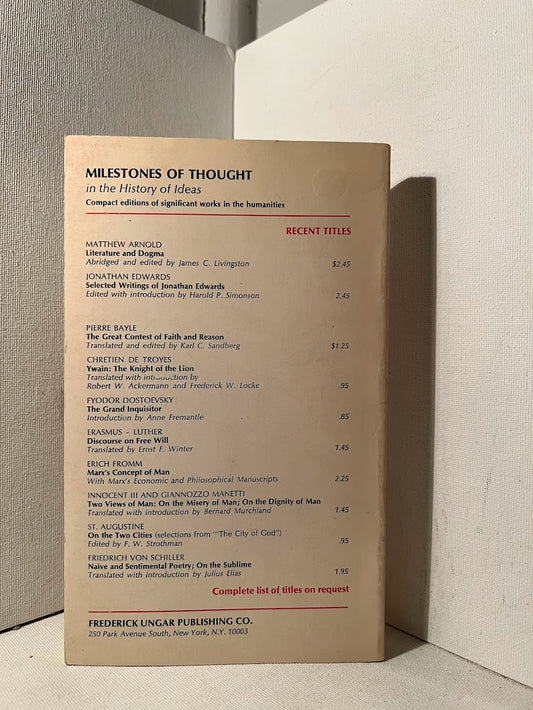 MILESTONES OF THOUGHT
in the History of Ideas
Compact editions of significant works in the humanities
RECENT TITLES
MATTHEW ARNOLD
Literature and Dogma
Abridged and edited by James C. Livingston $2.45
JONATHAN EDWARDS
Selected Writings of Jonathan Edwards
Edited with introduction by Harold P. Simonson 2.45
PIERRE BAYLE
The Great Contest of Faith and Reason
Translated and edited by Karl C. Sandberg $1.25
CHRETIEN DE TROYES
Ywain: The Knight of the Lion
Translated with introduction by
Robert W. Ackermann and Frederick W. Locke .95
FYODOR DOSTOEVSKY
The Grand Inquisitor
Introduction by Anne Fremantle .85
ERASMUS - LUTHER
Discourse on Free Will
Translated by Ernst F. Winter 1.45
ERICH FROMM
Marx's Concept of Man
With Marx's Economic and Philosophical Manuscripts 2.25
INNOCENT III AND GIANNOZZO MANETTI
Two Views of Man: On the Misery of Man; On the Dignity of Man
Translated with introduction by Bernard Murchland 1.45
ST. AUGUSTINE
On the Two Cities (selections from "'The City of God")
Edited by F. W. Strothman .95
FRIEDRICH VON SCHILLER
Naive and Sentimental Poetry; On the Sublime
Translated with introduction by Julius Elias 1.95
Complete list of titles on request
FREDERICK UNGAR PUBLISHING CO.
250 Park Avenue South, New York, N.Y. 10003